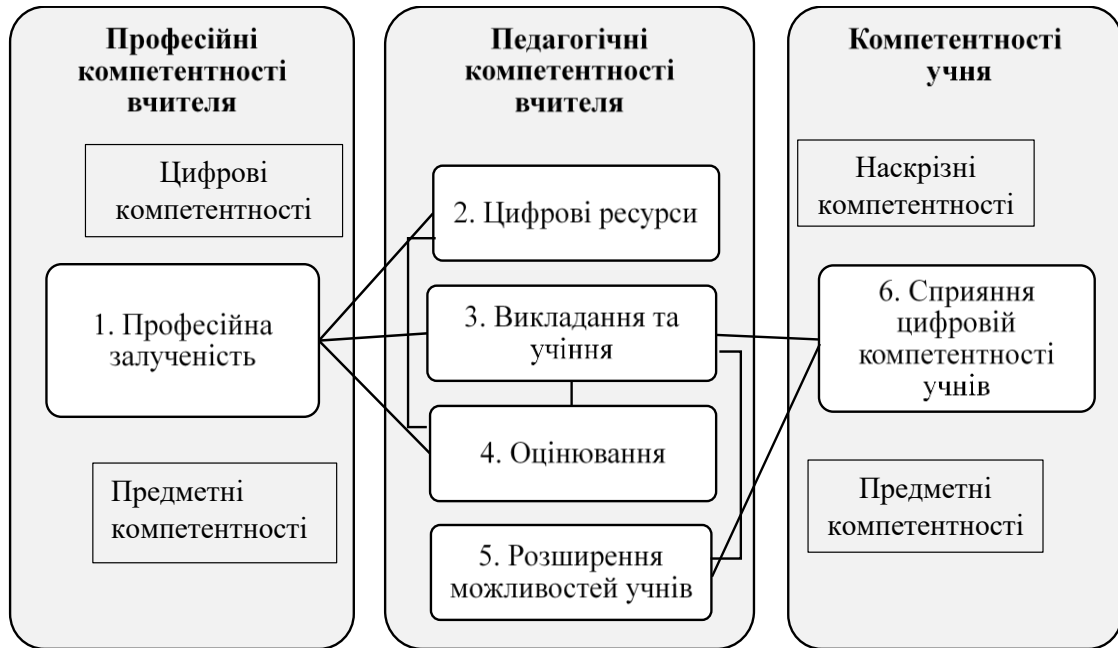 Професійні
компетентності
вчителя
Цифрові
компетентності
1. Професійна
залученість
Предметні
компетентності
Педагогічні
компетентності
вчителя
2. Цифрові ресурси
3. Викладання та
учіння
4. Оцінювання
5. Розширення
можливостей учнів
Компетентності
учня
Наскрізні
компетентності
6. Сприяння
цифровій
компетентності
учнів
Предметні
компетентності